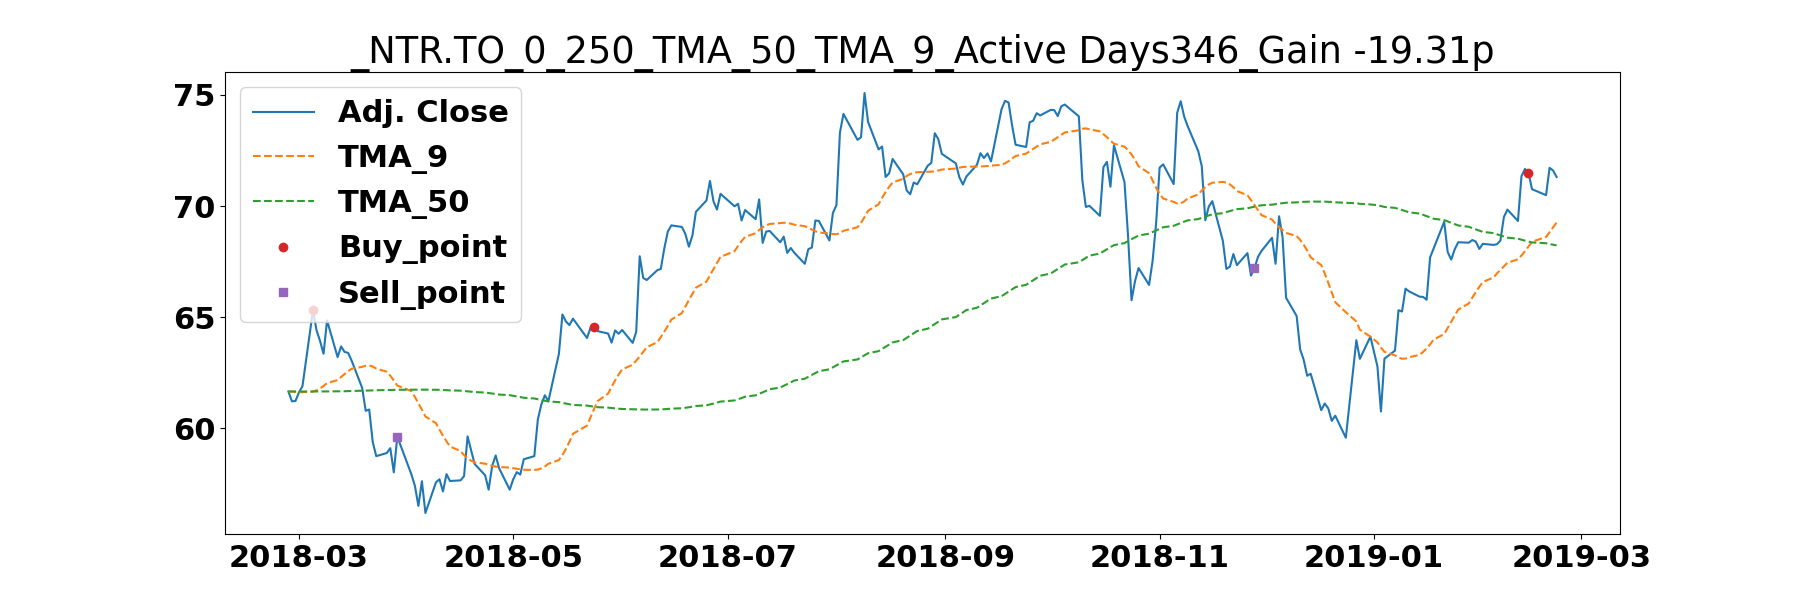 _NTR.TO_0_250_TMA_50_TMA_9_Active Days346_Gain -19.31p
75
70
65
60
Adj. Close
TMA_9
TMA_50
Buy_point
Sell_point
2018-03 2018-05 2018-07 2018-09 2018-11 2019-01 2019-03